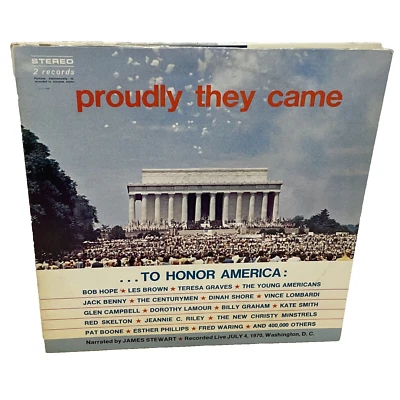 STEREO
2 records
proudly they came
...TO HONOR AMERICA:
BOB HOPE ★ LES BROWN ★ TERESA GRAVES ★ THE YOUNG AMERICANS
JACK BENNY ★ THE CENTURYMEN ★ DINAH SHORE ★ VINCE LOMBARDI
GLEN CAMPBELL ★ DOROTHY LAMOUR ★ BILLY GRAHAM ★ KATE SMITH
RED SKELTON ★ JEANNIE C. RILEY ★ THE NEW CHRISTY MINSTRELS
PAT BOONE ★ ESTHER PHILLIPS ★ FRED WARING ★ AND 400,000 OTHERS
Narrated by JAMES STEWART ★ Recorded Live JULY 4, 1970, Washington, D.C.